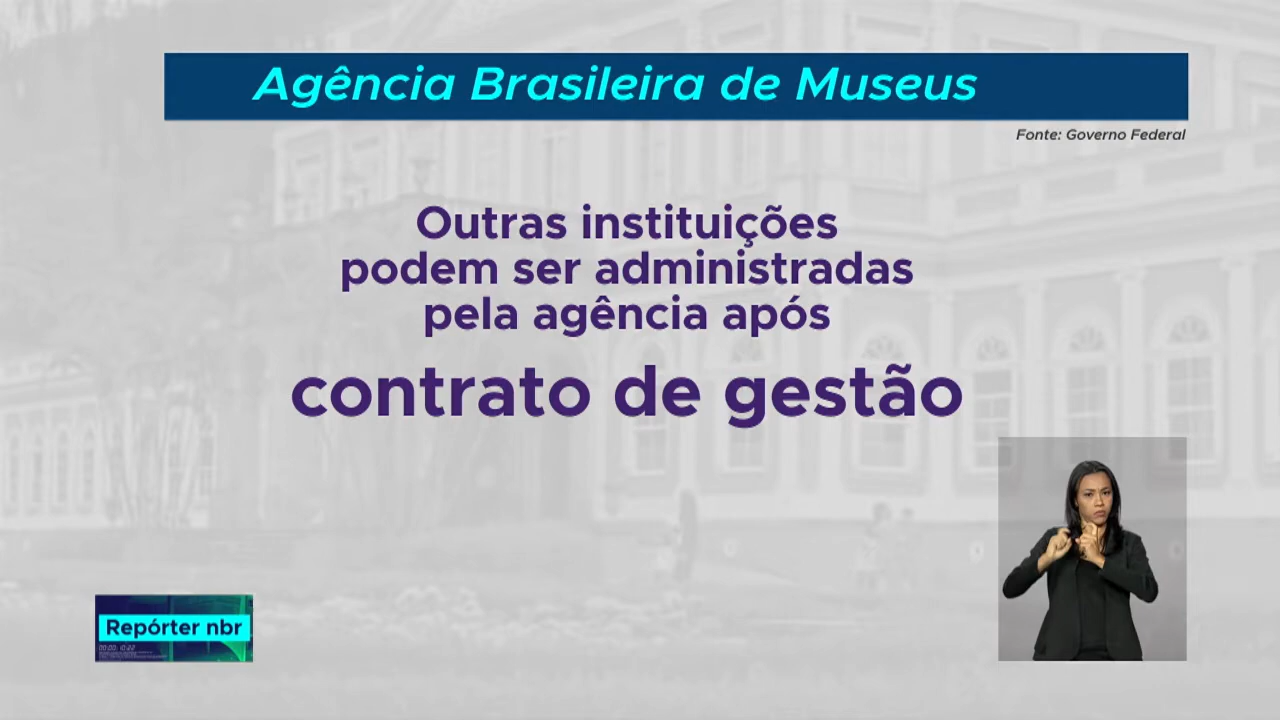 Agência Brasileira de Museus
Fonte: Governo Federal
Outras instituições
podem ser administradas
pela agência após
contrato de gestão
Repórter nbr